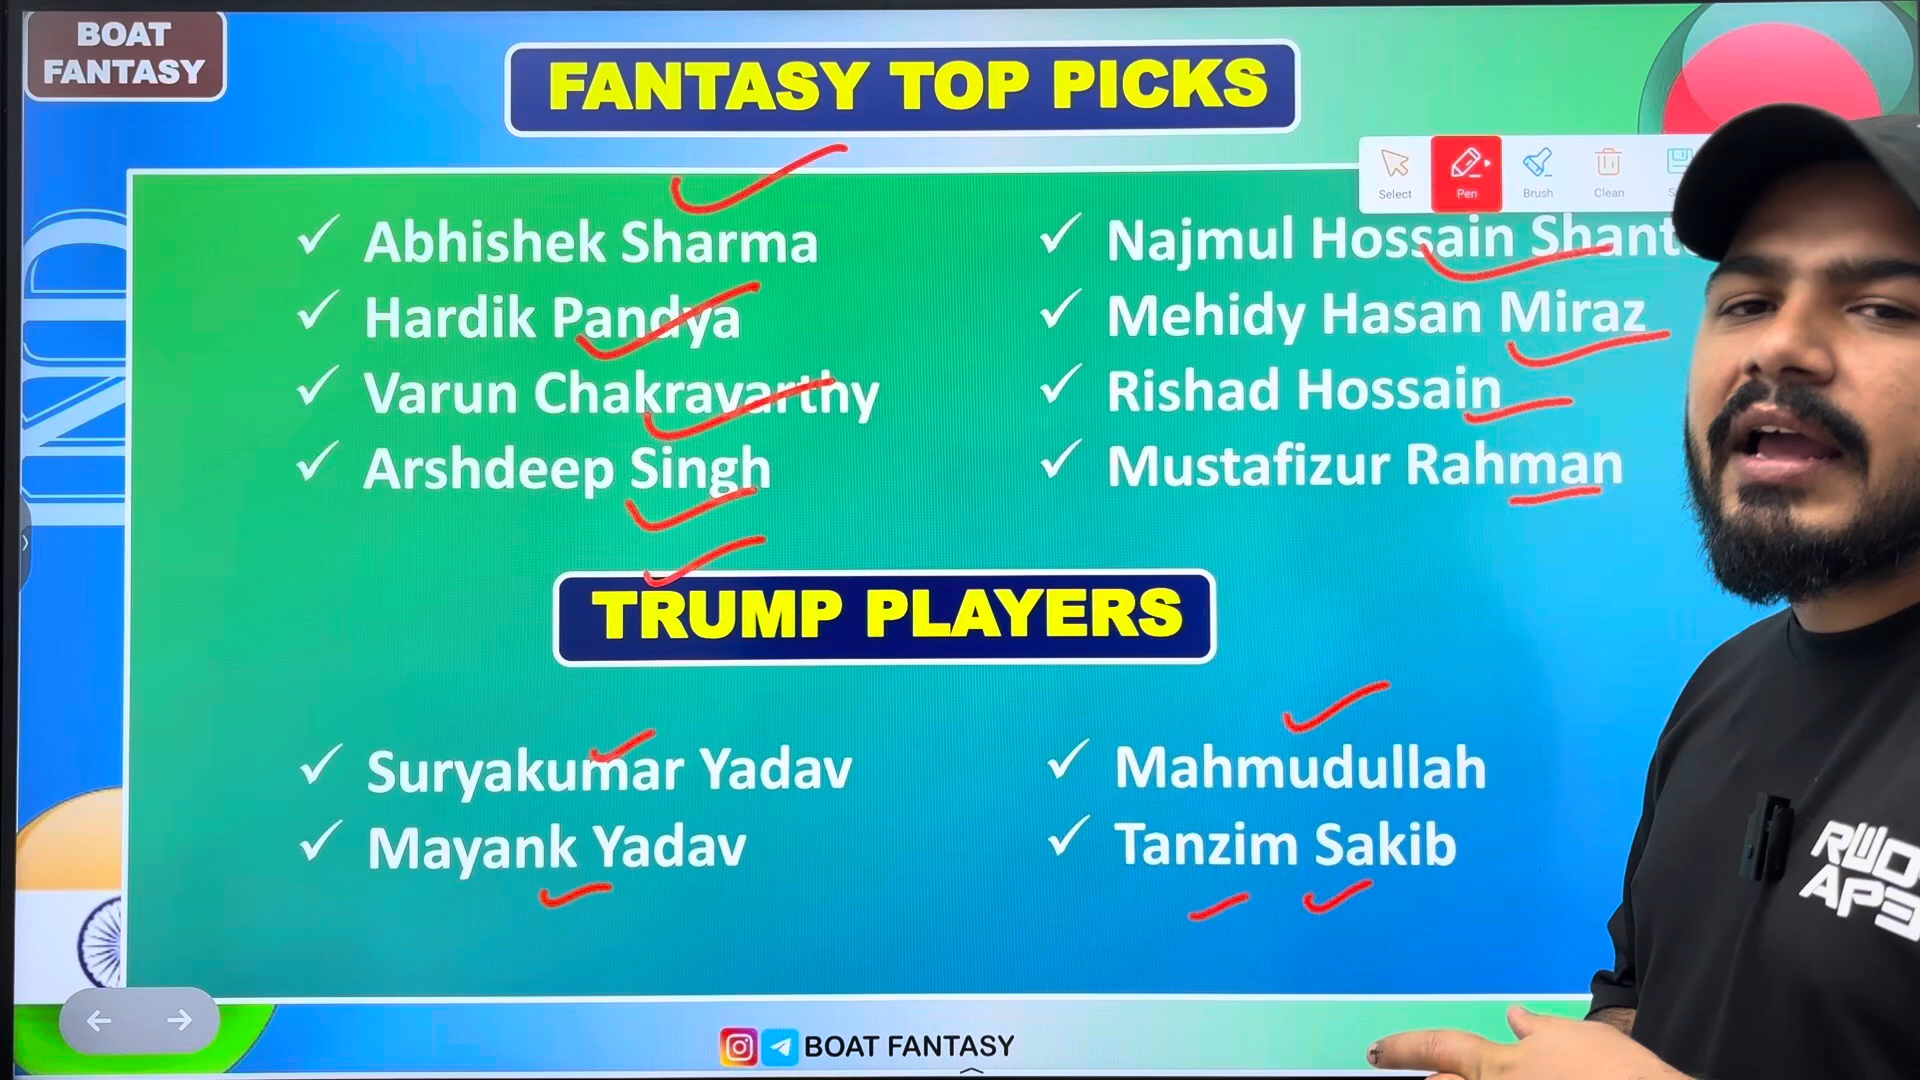 BOAT
FANTASY
FANTASY TOP PICKS
Select
Pen
Brush
Clean
IND
Abhishek Sharma
Hardik Pandya
Varun Chakravarthy
Arshdeep Singh
Najmul Hossain Shant
Mehidy Hasan Miraz
Rishad Hossain
Mustafizur Rahman
TRUMP PLAYERS
Suryakumar Yadav
Mayank Yadav
Mahmudullah
Tanzim Sakib
BOAT FANTASY